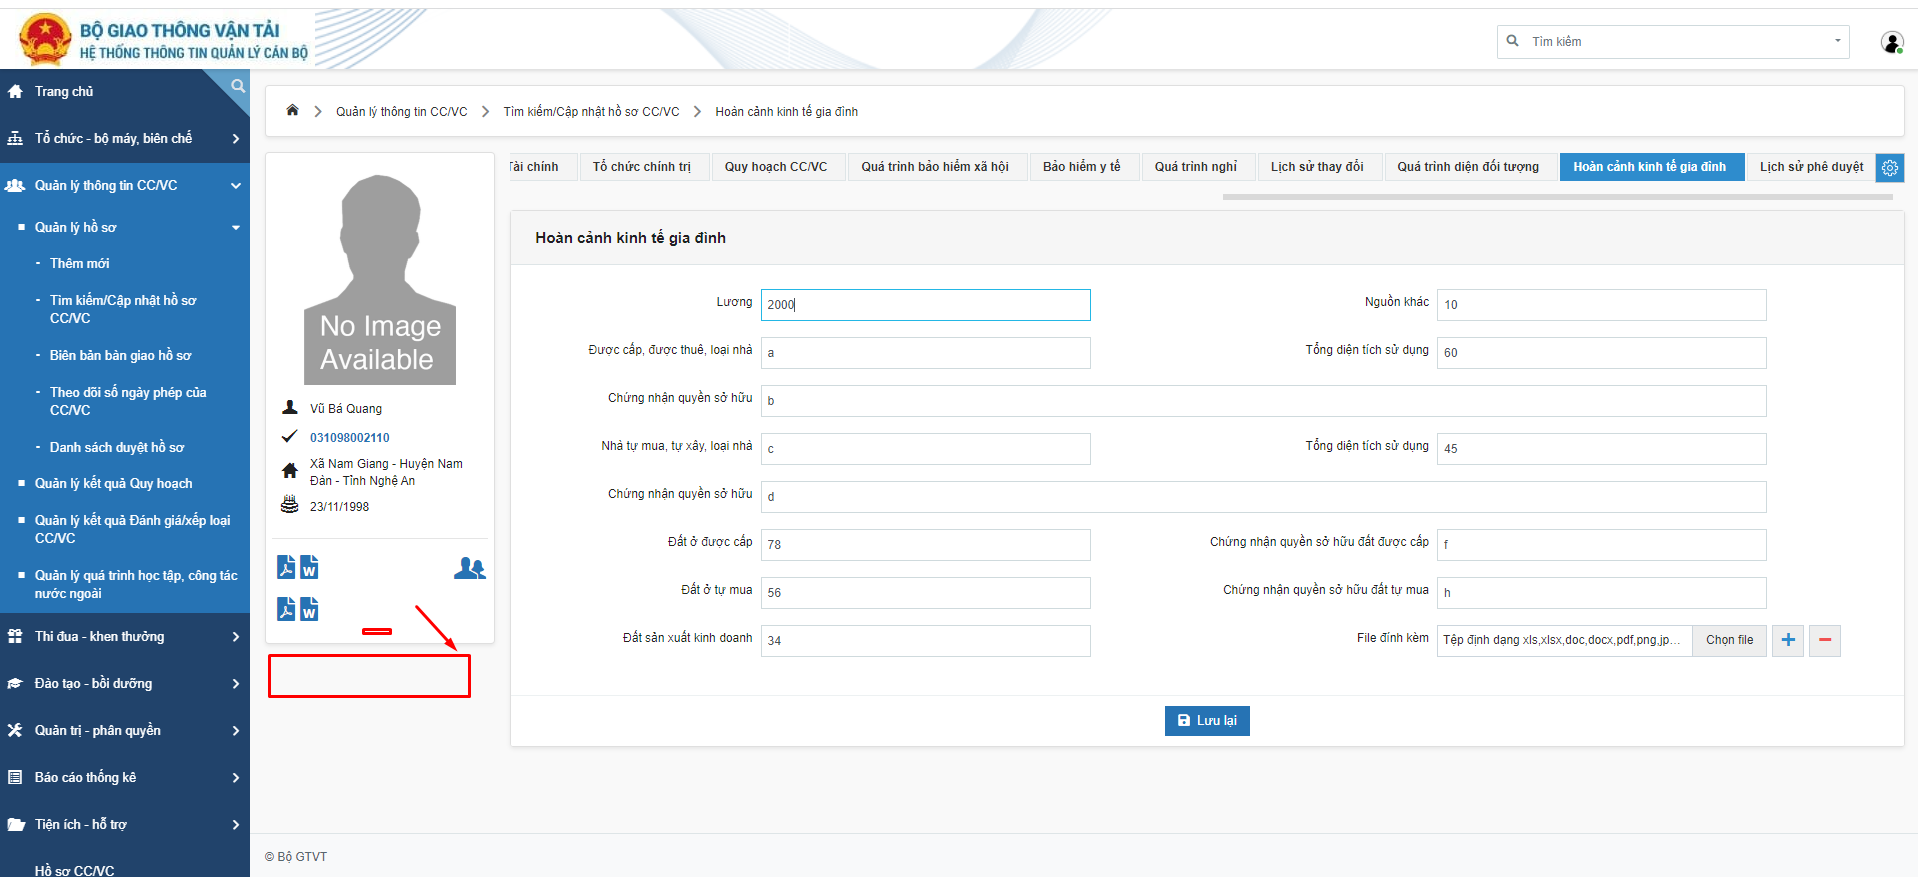 BỘ GIAO THÔNG VẬN TẢI
HỆ THỐNG THÔNG TIN QUẢN LÝ CÁN BỘ
Tìm kiếm
Trang chủ
Tổ chức - bộ máy, biên chế
Quản lý thông tin CC/VC
Quản lý hồ sơ
- Thêm mới
- Tìm kiếm/Cập nhật hồ sơ
CC/VC
- Biên bản bàn giao hồ sơ
- Theo dõi số ngày phép của
CC/VC
- Danh sách duyệt hồ sơ
Quản lý kết quả Quy hoạch
Quản lý kết quả Đánh giá/xếp loại
CC/VC
Quản lý quá trình học tập, công tác
nước ngoài
Thi đua - khen thưởng
Đào tạo - bồi dưỡng
Quản trị - phân quyền
Báo cáo thống kê
Tiện ích - hỗ trợ
Hồ sơ CC/VC
Quản lý thông tin CC/VC
Tìm kiếm/Cập nhật hồ sơ CC/VC
Hoàn cảnh kinh tế gia đình
No Image
Available
Vũ Bá Quang
031098002110
Xã Nam Giang - Huyện Nam
Đàn - Tỉnh Nghệ An
23/11/1998
Tài chính
Tổ chức chính trị
Quy hoạch CC/VC
Quá trình bảo hiểm xã hội
Bảo hiểm y tế
Quá trình nghỉ
Lịch sử thay đổi
Quá trình diện đối tượng
Hoàn cảnh kinh tế gia đình
Lịch sử phê duyệt
Hoàn cảnh kinh tế gia đình
Lương 2000
Nguồn khác 10
Được cấp, được thuê, loại nhà a
Tổng diện tích sử dụng 60
Chứng nhận quyền sở hữu b
Nhà tự mua, tự xây, loại nhà c
Tổng diện tích sử dụng 45
Chứng nhận quyền sở hữu d
Đất ở được cấp 78
Chứng nhận quyền sở hữu đất được cấp f
Đất ở tự mua 56
Chứng nhận quyền sở hữu đất tự mua h
Đất sản xuất kinh doanh 34
File đính kèm Tệp định dạng xls,xlsx,doc,docx,pdf,png,jp... Chọn file
Lưu lại
© Bộ GTVT